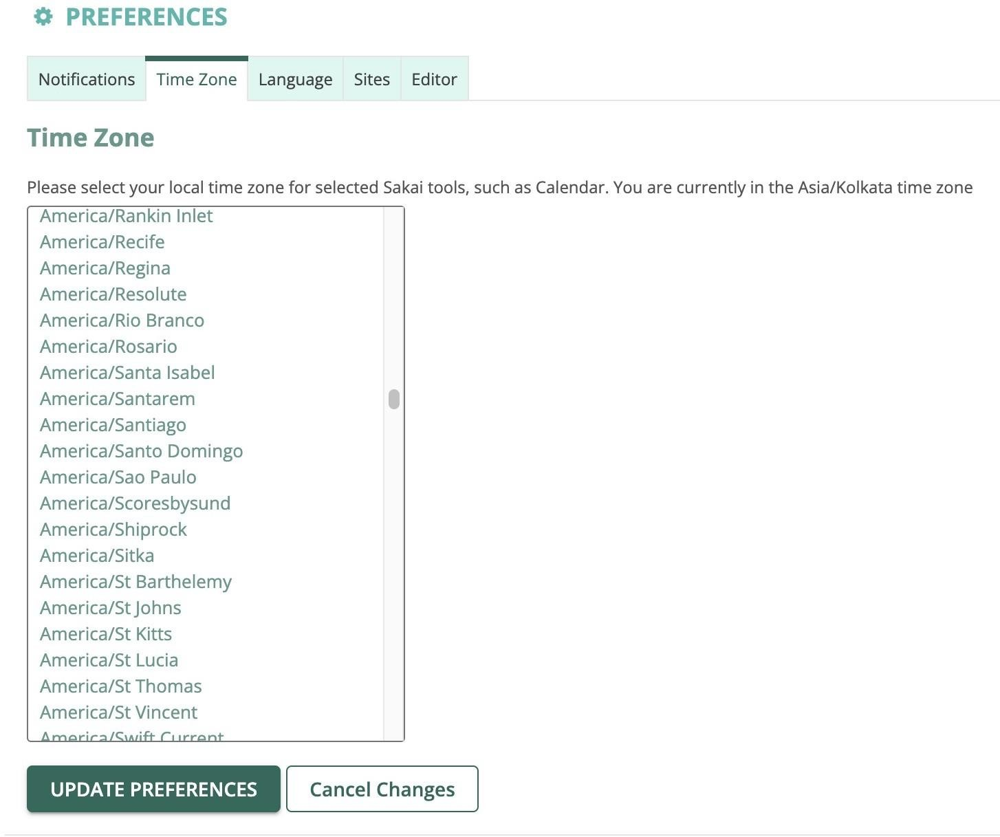 PREFERENCES
Notifications Time Zone Language Sites Editor
Time Zone
Please select your local time zone for selected Sakai tools, such as Calendar. You are currently in the Asia/Kolkata time zone
America/Rankin Inlet
America/Recife
America/Regina
America/Resolute
America/Rio Branco
America/Rosario
America/Santa Isabel
America/Santarem
America/Santiago
America/Santo Domingo
America/Sao Paulo
America/Scoresbysund
America/Shiprock
America/Sitka
America/St Barthelemy
America/St Johns
America/St Kitts
America/St Lucia
America/St Thomas
America/St Vincent
America/Swift Current
UPDATE PREFERENCES Cancel Changes